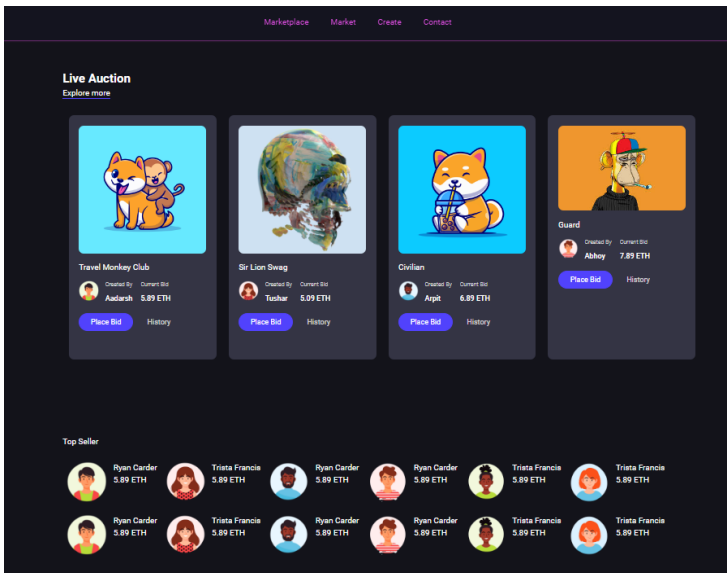 Marketplace Market Create Contact
Live Auction
Explore more
Travel Monkey Club
Created By Current Bid
Aadarsh 5.89 ETH
Place Bid History
Sir Lion Swag
Created By Current Bid
Tushar 5.09 ETH
Place Bid History
Civilian
Created By Current Bid
Arpit 6.89 ETH
Place Bid History
Guard
Created By Current Bid
Abhoy 7.89 ETH
Place Bid History
Top Seller
Ryan Carder Trista Francis Ryan Carder Ryan Carder Trista Francis Trista Francis
5.89 ETH 5.89 ETH 5.89 ETH 5.89 ETH 5.89 ETH 5.89 ETH
Ryan Carder Trista Francis Ryan Carder Ryan Carder Trista Francis Trista Francis
5.89 ETH 5.89 ETH 5.89 ETH 5.89 ETH 5.89 ETH 5.89 ETH